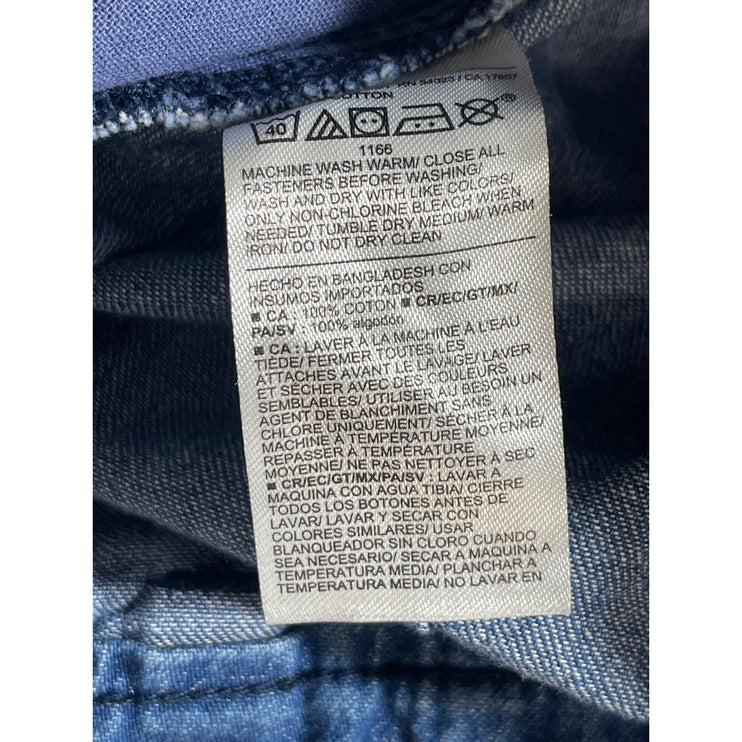 RN 54023 / CA 17897
COTTON
40
1166
MACHINE WASH WARM/ CLOSE ALL
FASTENERS BEFORE WASHING/
WASH AND DRY WITH LIKE COLORS/
ONLY NON-CHLORINE BLEACH WHEN
NEEDED/ TUMBLE DRY MEDIUM/ WARM
IRON/ DO NOT DRY CLEAN
HECHO EN BANGLADESH CON
INSUMOS IMPORTADOS
■ CA : 100% COTON ■ CR/EC/GT/MX/
PA/SV : 100% algodón
■ CA : LAVER À LA MACHINE À L'EAU
TIÈDE/ FERMER TOUTES LES
ATTACHES AVANT LE LAVAGE/ LAVER
ET SÉCHER AVEC DES COULEURS
SEMBLABLES/ UTILISER AU BESOIN UN
AGENT DE BLANCHIMENT SANS
CHLORE UNIQUEMENT/ SÉCHER À LA
MACHINE À TEMPÉRATURE MOYENNE/
REPASSER À TEMPÉRATURE
MOYENNE/ NE PAS NETTOYER À SEC
■ CR/EC/GT/MX/PA/SV : LAVAR A
MAQUINA CON AGUA TIBIA/ CIERRE
TODOS LOS BOTONES ANTES DE
LAVAR/ LAVAR Y SECAR CON
COLORES SIMILARES/ USAR
BLANQUEADOR SIN CLORO CUANDO
SEA NECESARIO/ SECAR A MAQUINA A
TEMPERATURA MEDIA/ PLANCHAR A
TEMPERATURA MEDIA/ NO LAVAR EN